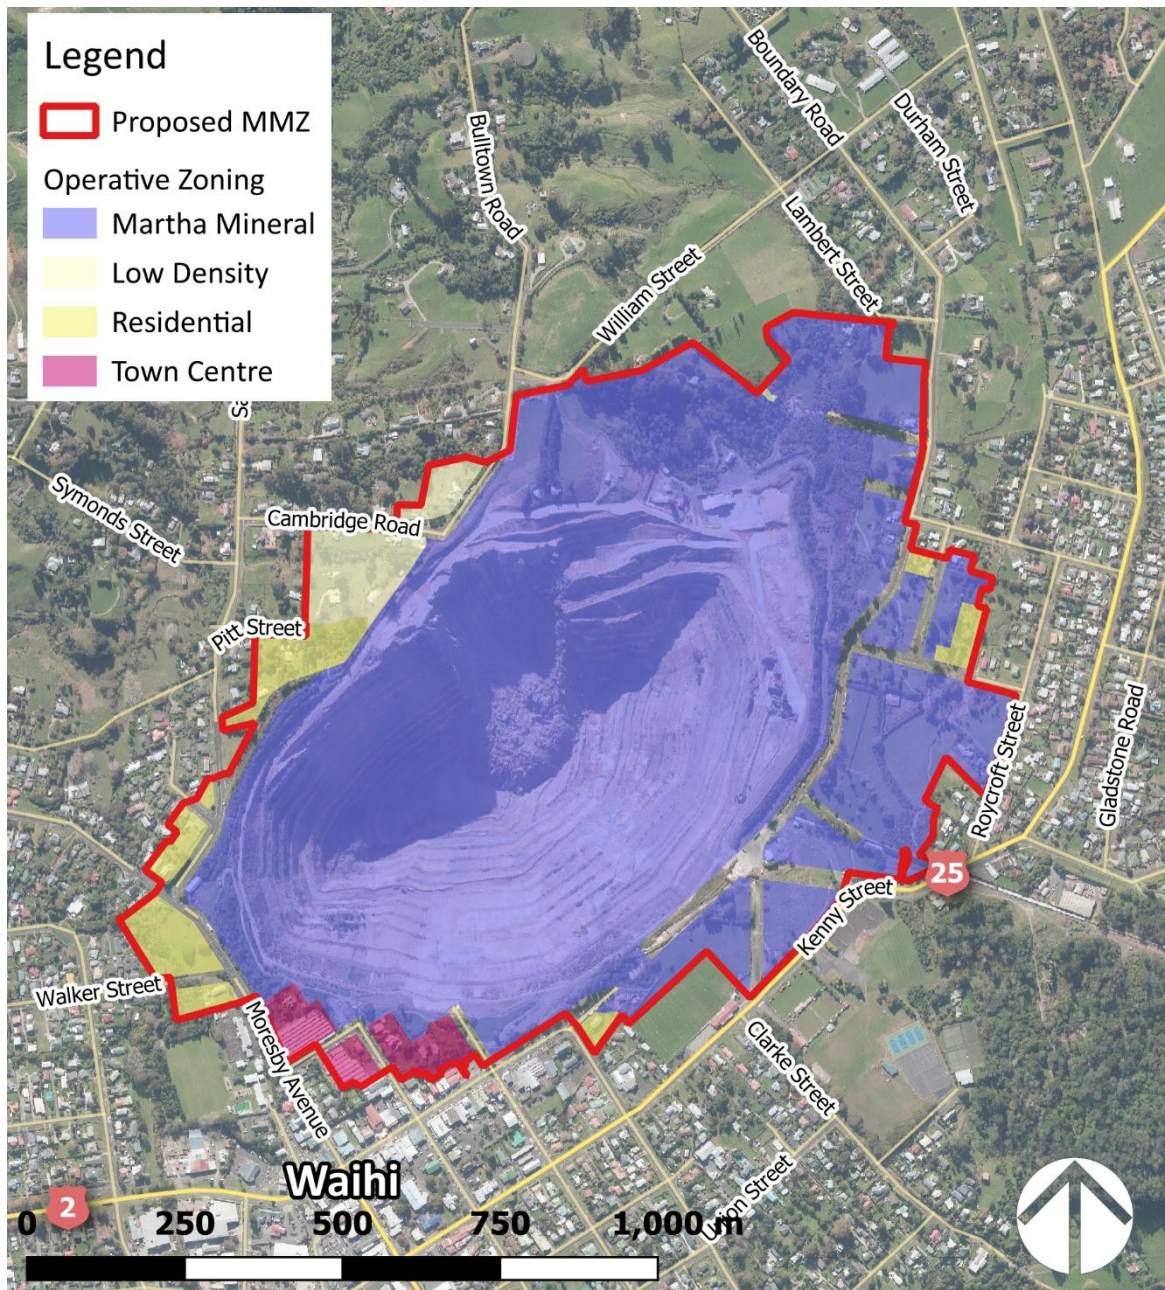 Legend
Proposed MMZ
Operative Zoning
Martha Mineral
Low Density
Residential
Town Centre
Boundary Road
Durham Street
Bulltown Road
Lambert Street
William Street
Symonds Street
Cambridge Road
Pitt Street
Gladstone Road
Roycroft Street
25
Kenny Street
Walker Street
Moresby Avenue
Clarke Street
Union Street
Waihi
2
0 250 500 750 1,000 m